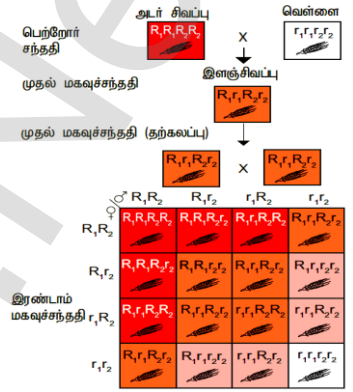 அடர் சிவப்பு வெள்ளை
பெற்றோர் சந்ததி R₁R₁R₂R₂ X r₁r₁r₂r₂
இளஞ்சிவப்பு
முதல் மகவுச்சந்ததி R₁r₁R₂r₂
முதல் மகவுச்சந்ததி (தற்கலப்பு)
R₁r₁R₂r₂ X R₁r₁R₂r₂
♂ R₁R₂ R₁r₂ r₁R₂ r₁r₂
♀
R₁R₂ R₁R₁R₂R₂ R₁R₁R₂r₂ R₁r₁R₂R₂ R₁r₁R₂r₂
R₁r₂ R₁R₁R₂r₂ R₁R₁r₂r₂ R₁r₁R₂r₂ R₁r₁r₂r₂
இரண்டாம் மகவுச்சந்ததி
r₁R₂ R₁r₁R₂R₂ R₁r₁R₂r₂ r₁r₁R₂R₂ r₁r₁R₂r₂
r₁r₂ R₁r₁R₂r₂ R₁r₁r₂r₂ r₁r₁R₂r₂ r₁r₁r₂r₂